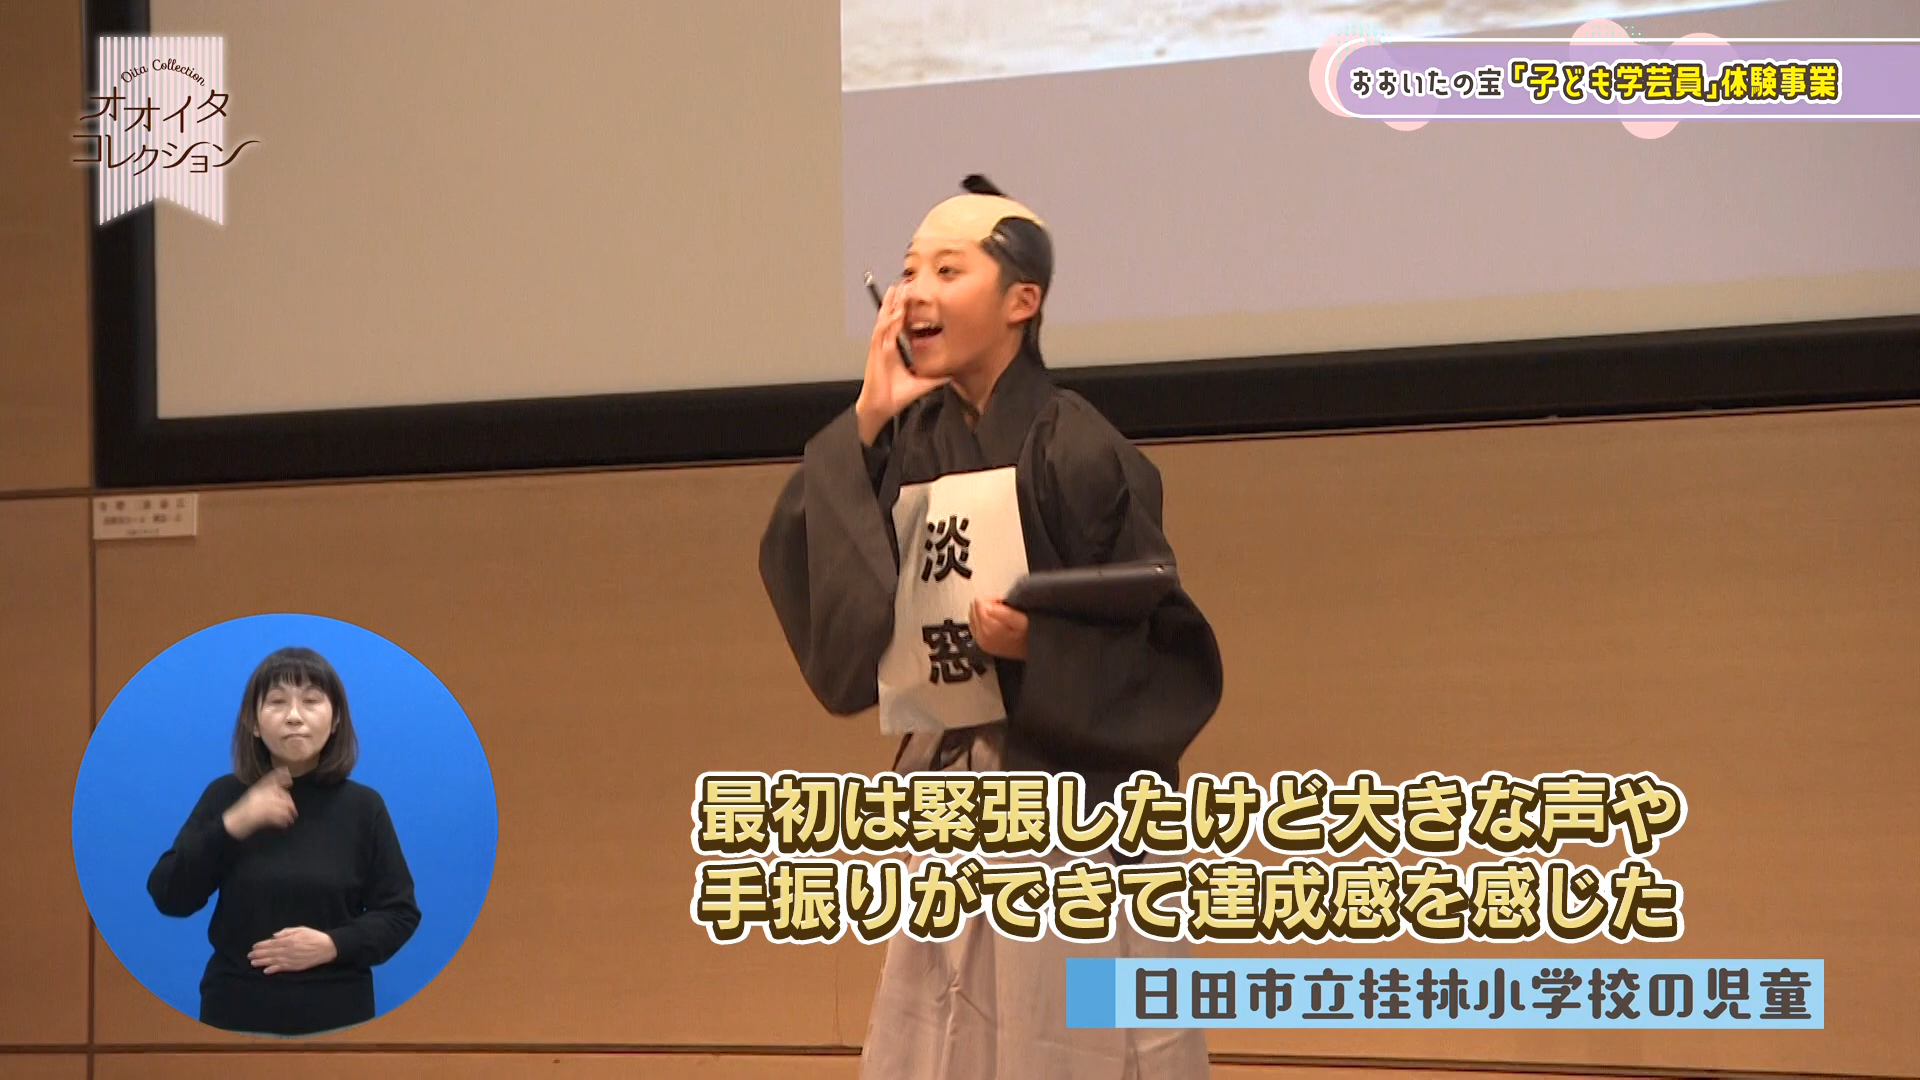 Oita Collection
オオイタ
コレクション
おおいたの宝「子ども学芸員」体験事業
淡
窓
最初は緊張したけど大きな声や
手振りができて達成感を感じた
日田市立桂林小学校の児童